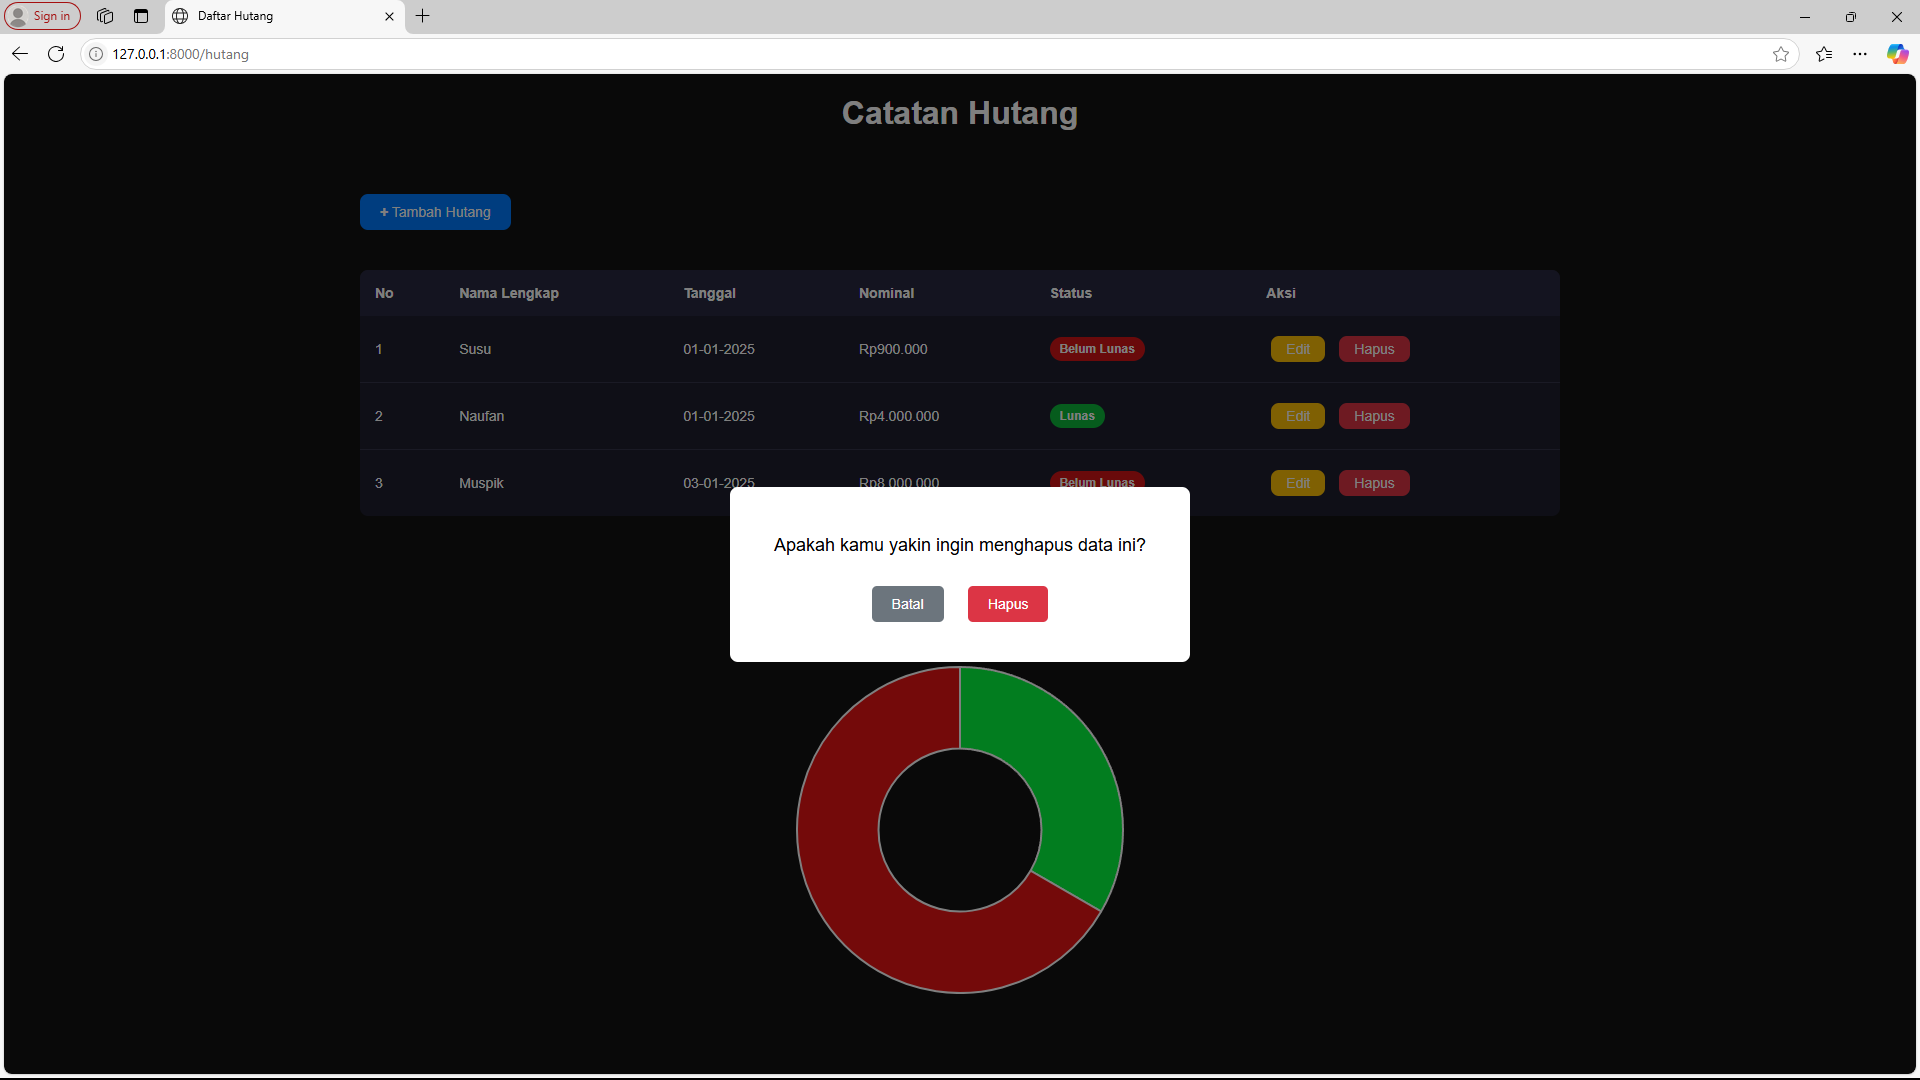 Sign in
Daftar Hutang
127.0.0.1:8000/hutang
Catatan Hutang
+ Tambah Hutang
No Nama Lengkap Tanggal Nominal Status Aksi
1 Susu 01-01-2025 Rp900.000 Belum Lunas Edit Hapus
2 Naufan 01-01-2025 Rp4.000.000 Lunas Edit Hapus
3 Muspik 03-01-2025 Rp8.000.000 Belum Lunas Edit Hapus
Apakah kamu yakin ingin menghapus data ini?
Batal Hapus